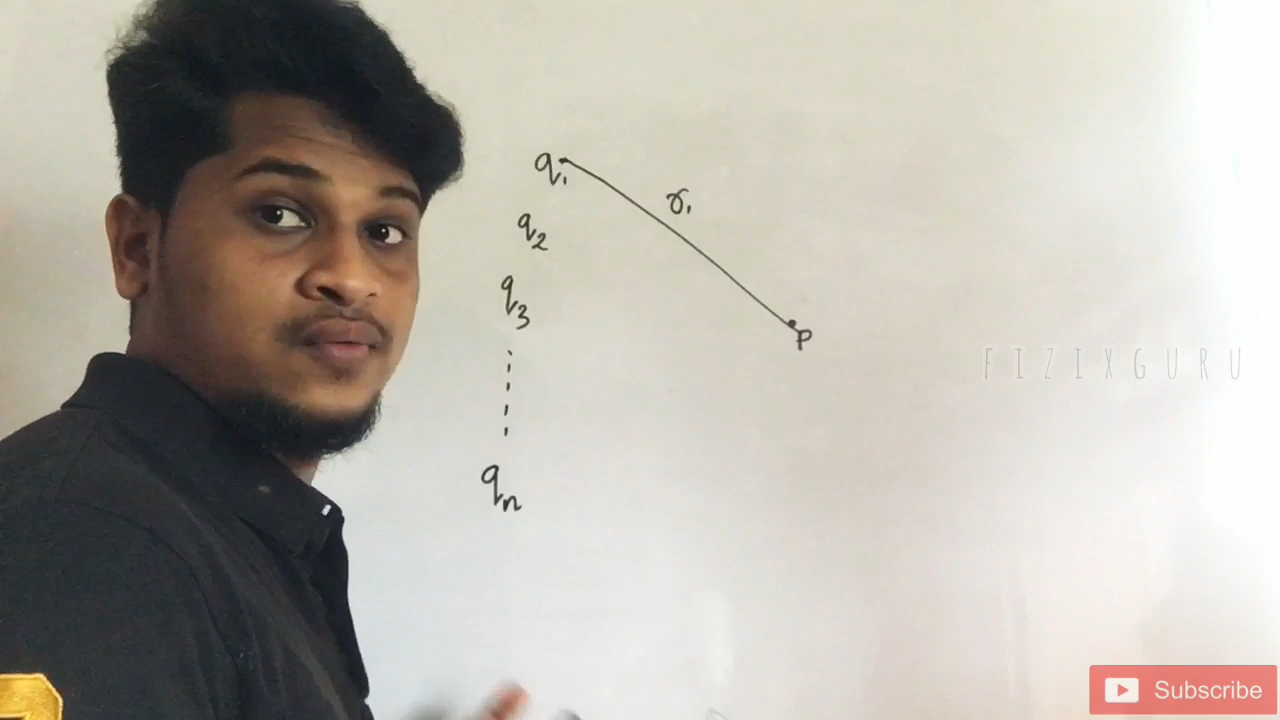 q₁
r₁
q₂
q₃
P
qₙ
FIZIXGURU
Subscribe